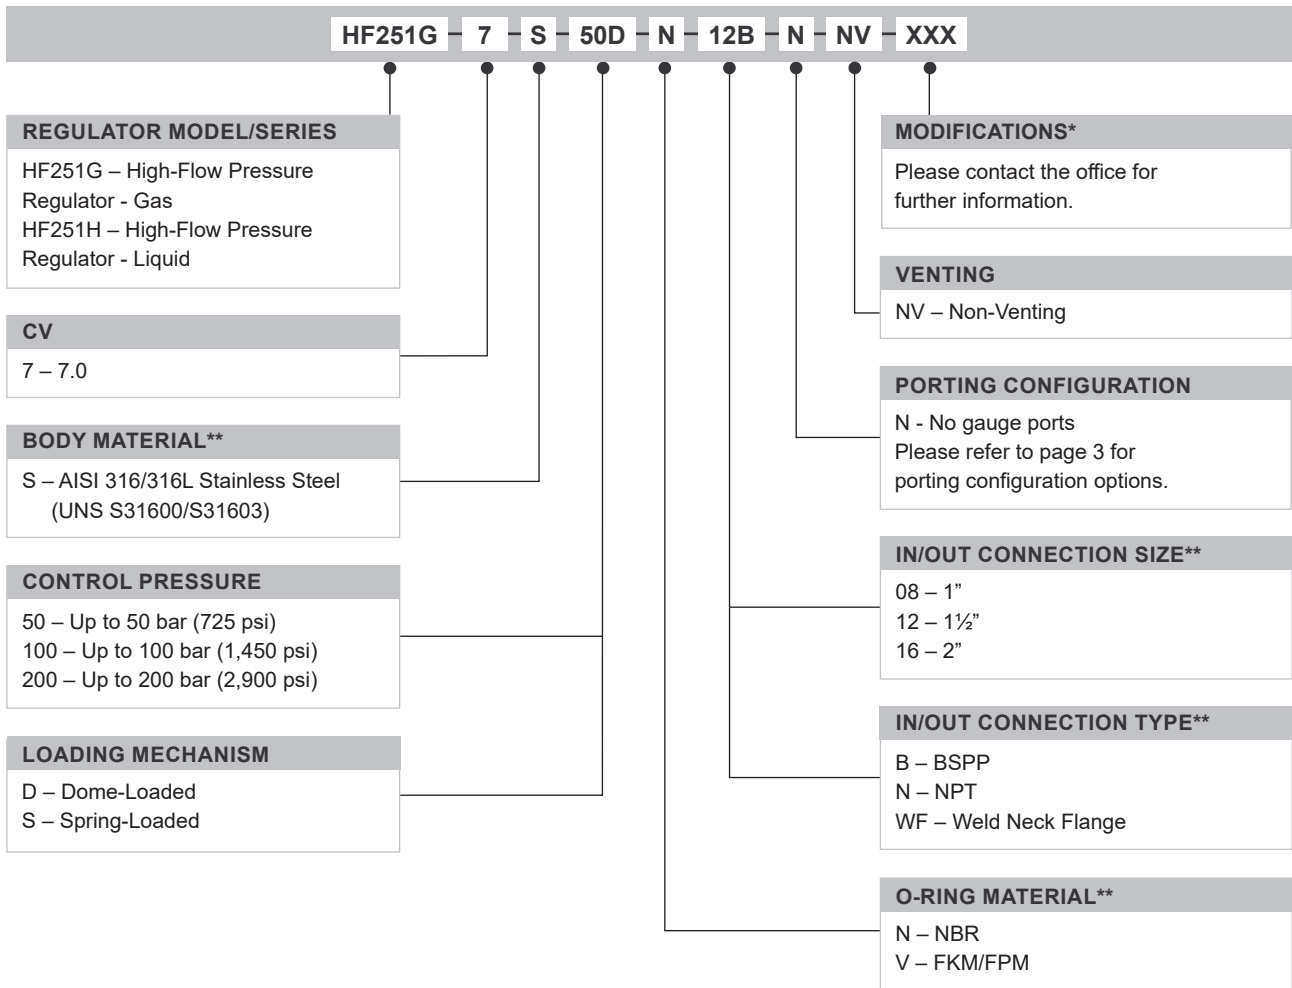 HF251G – 7 – S – 50D – N – 12B – N – NV – XXX
REGULATOR MODEL/SERIES
HF251G – High-Flow Pressure
Regulator - Gas
HF251H – High-Flow Pressure
Regulator - Liquid
CV
7 – 7.0
BODY MATERIAL**
S – AISI 316/316L Stainless Steel
(UNS S31600/S31603)
CONTROL PRESSURE
50 – Up to 50 bar (725 psi)
100 – Up to 100 bar (1,450 psi)
200 – Up to 200 bar (2,900 psi)
LOADING MECHANISM
D – Dome-Loaded
S – Spring-Loaded
MODIFICATIONS*
Please contact the office for
further information.
VENTING
NV – Non-Venting
PORTING CONFIGURATION
N - No gauge ports
Please refer to page 3 for
porting configuration options.
IN/OUT CONNECTION SIZE**
08 – 1”
12 – 1½”
16 – 2”
IN/OUT CONNECTION TYPE**
B – BSPP
N – NPT
WF – Weld Neck Flange
O-RING MATERIAL**
N – NBR
V – FKM/FPM